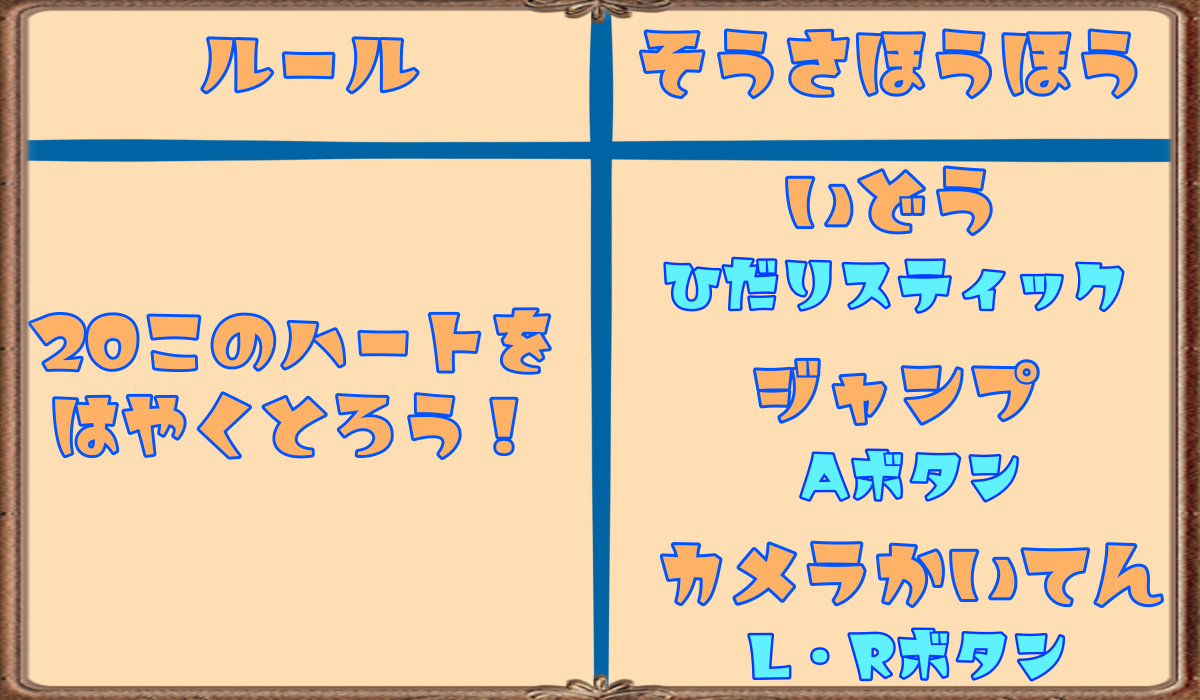 ルール
20このハートを
はやくとろう！
そうさほうほう
いどう
ひだりスティック
ジャンプ
Aボタン
カメラかいてん
L・Rボタン